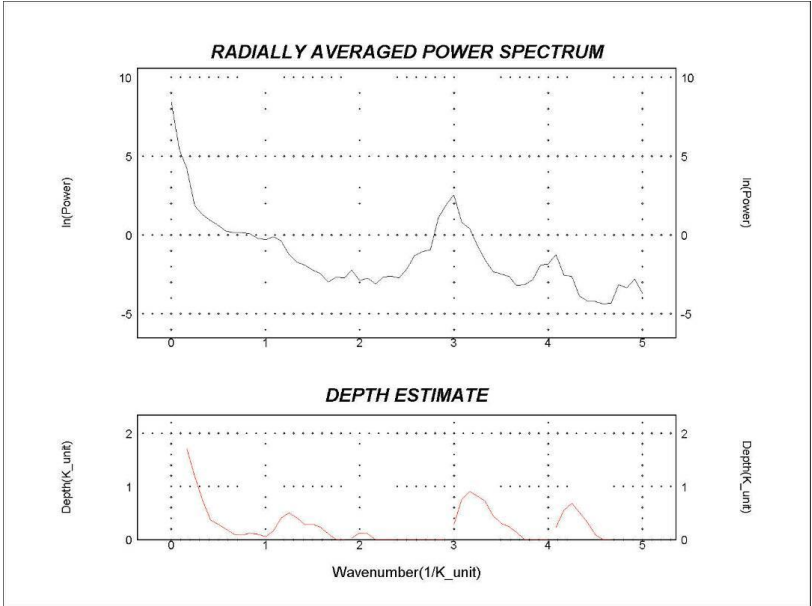 RADIALLY AVERAGED POWER SPECTRUM
10 10
5 5
ln(Power) ln(Power)
0 0
-5 -5
0 1 2 3 4 5
DEPTH ESTIMATE
2 2
Depth(K_unit) Depth(K_unit)
1 1
0 0
0 1 2 3 4 5
Wavenumber(1/K_unit)